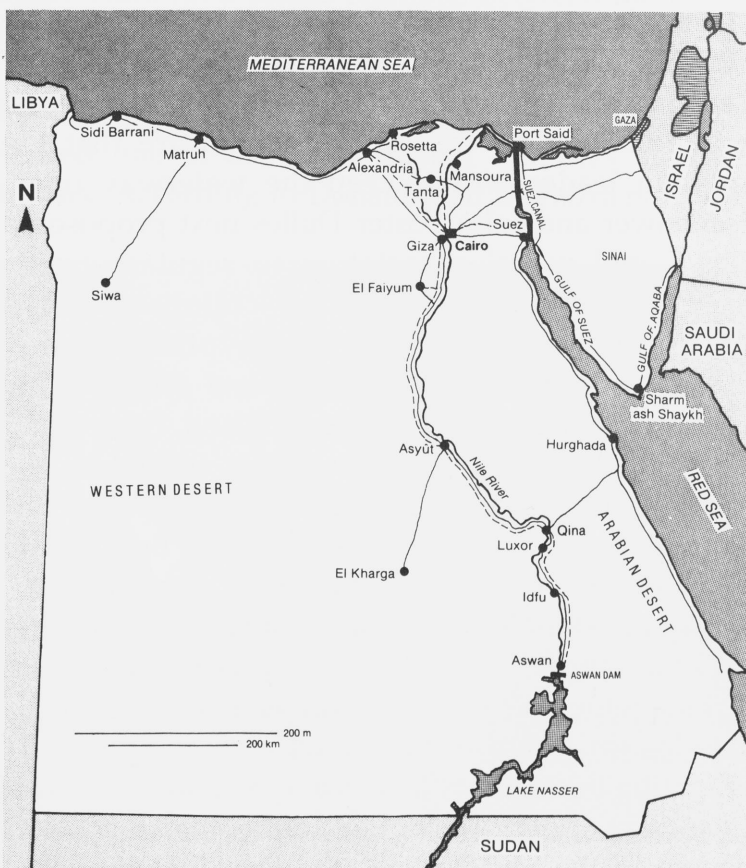 MEDITERRANEAN SEA
LIBYA
Sidi Barrani
Matruh
Rosetta
Alexandria
Port Said
GAZA
Tanta
Mansoura
SUEZ CANAL
ISRAEL
JORDAN
N
Giza
Cairo
Suez
SINAI
Siwa
El Faiyum
GULF OF SUEZ
GULF OF AQABA
SAUDI
ARABIA
Sharm
ash Shaykh
Asyût
Hurghada
Nile River
WESTERN DESERT
RED SEA
Qina
Luxor
ARABIAN DESERT
El Kharga
Idfu
Aswan
ASWAN DAM
200 m
200 km
LAKE NASSER
SUDAN